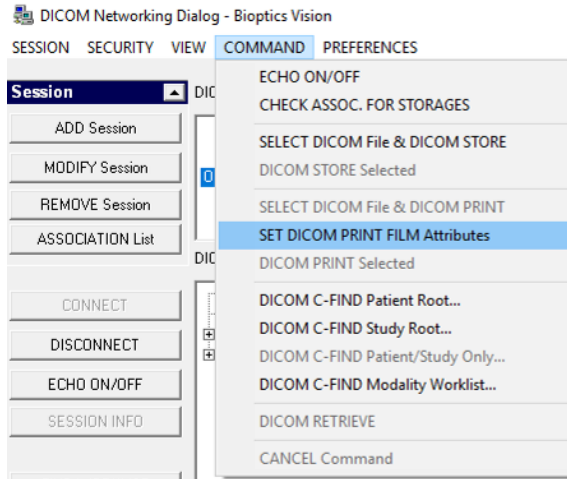 DICOM Networking Dialog - Bioptics Vision
SESSION SECURITY VIEW COMMAND PREFERENCES
Session
ADD Session
MODIFY Session
REMOVE Session
ASSOCIATION List
CONNECT
DISCONNECT
ECHO ON/OFF
SESSION INFO
ECHO ON/OFF
CHECK ASSOC. FOR STORAGES
SELECT DICOM File & DICOM STORE
DICOM STORE Selected
SELECT DICOM File & DICOM PRINT
SET DICOM PRINT FILM Attributes
DICOM PRINT Selected
DICOM C-FIND Patient Root...
DICOM C-FIND Study Root...
DICOM C-FIND Patient/Study Only...
DICOM C-FIND Modality Worklist...
DICOM RETRIEVE
CANCEL Command